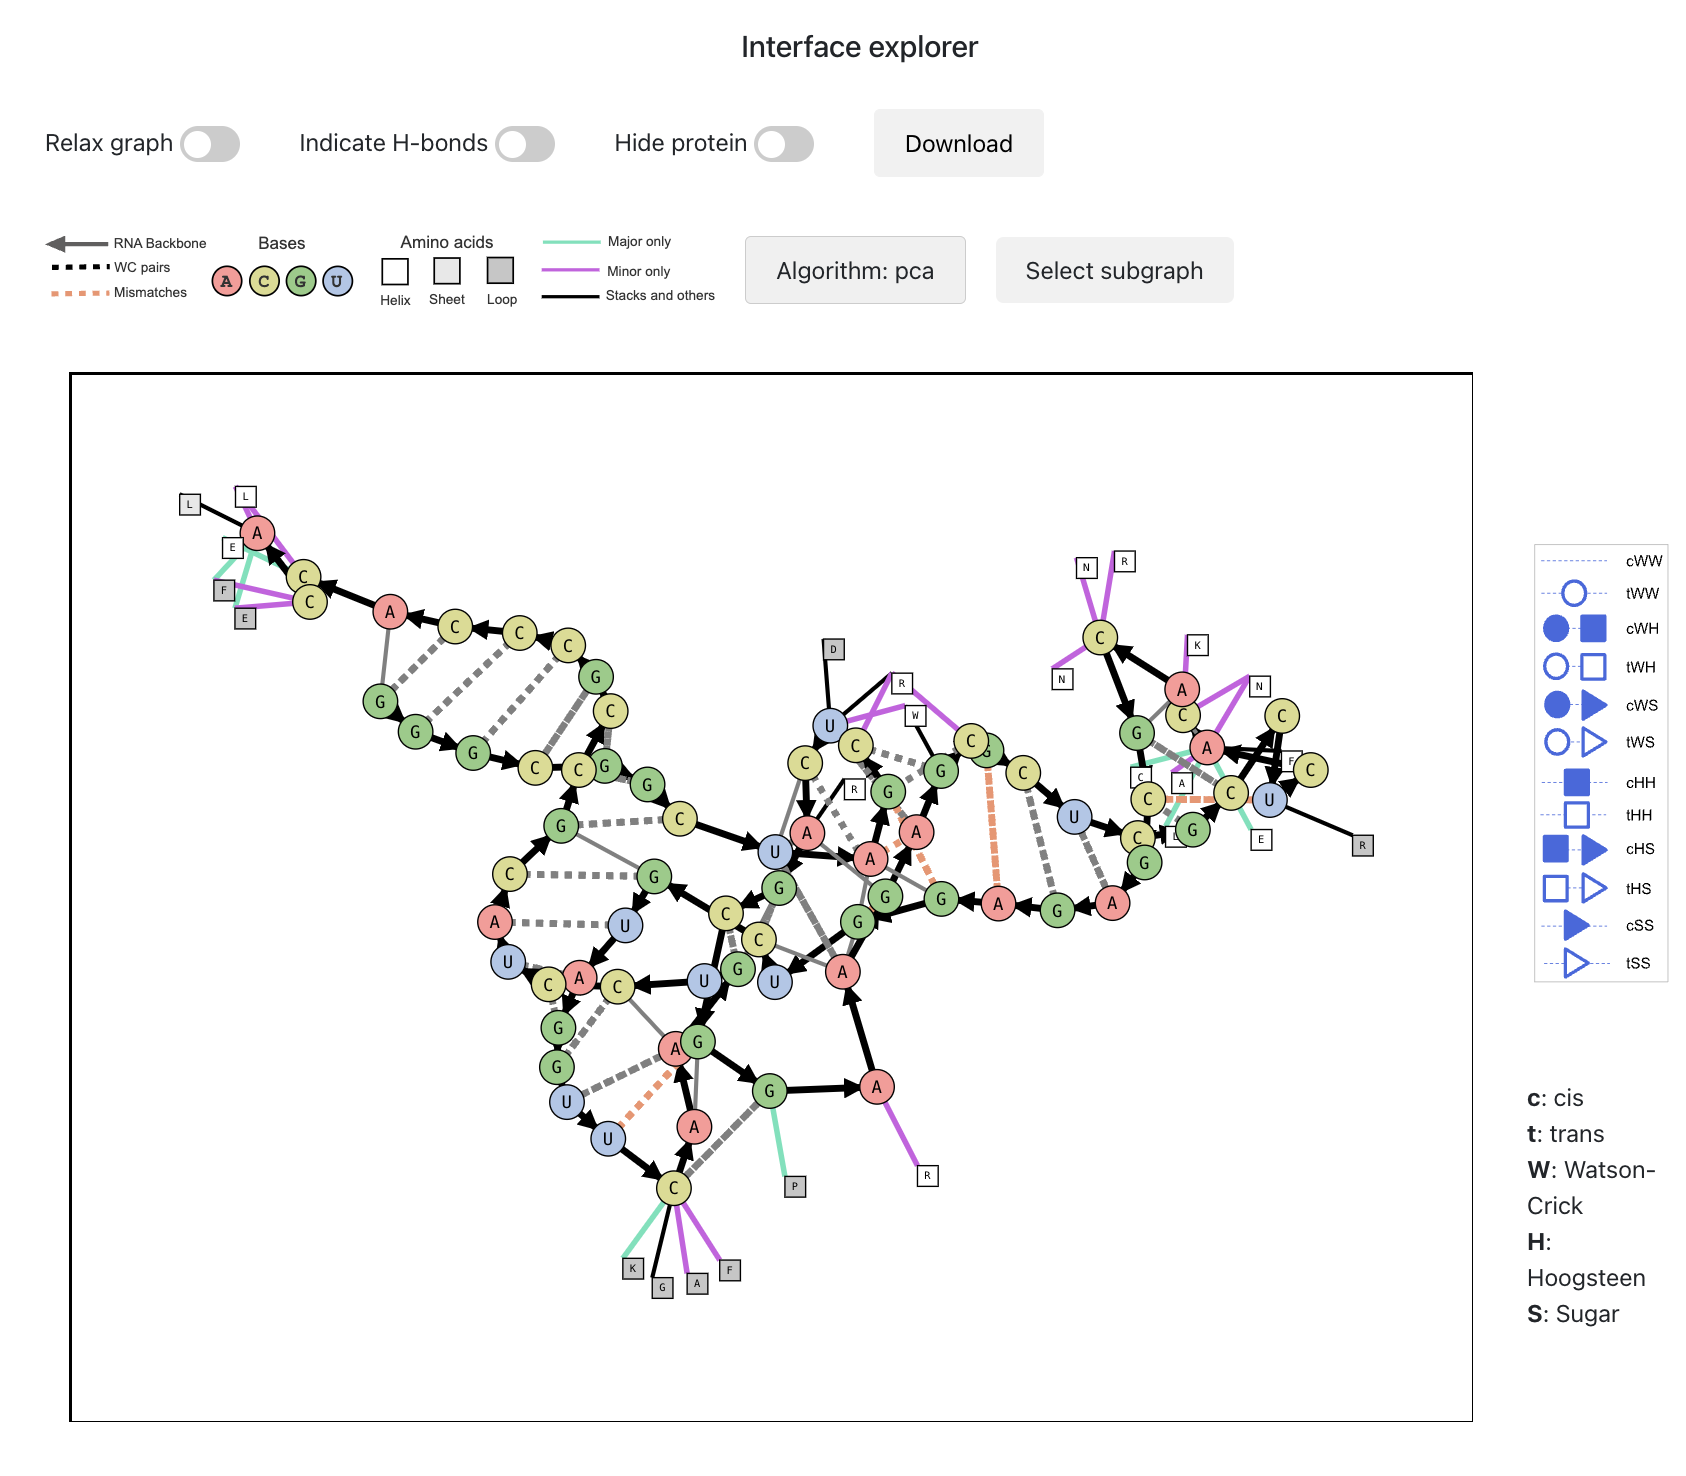 Interface explorer
Relax graph Indicate H-bonds Hide protein Download
RNA Backbone Bases Amino acids Major only
WC pairs A C G U Minor only
Mismatches Helix Sheet Loop Stacks and others
Algorithm: pca Select subgraph
L L
A
E
C
F C
E
A C C C
G
G C
G G C C G G
C
G
C G
A U
U C A C
G
G
U
U
A G
A
C
K G A F
G P
A R
D
R
U W
C C C G
G C
R G
A A
U A
G G G A G A
C G
C
G U U A
U
C
G
N R
C
N
K
A
C N C
G A
F C
C A
C C U
C G E R
cWW
tWW
cWH
tWH
cWS
tWS
cHH
tHH
cHS
tHS
cSS
tSS
c: cis
t: trans
W: Watson-
Crick
H:
Hoogsteen
S: Sugar